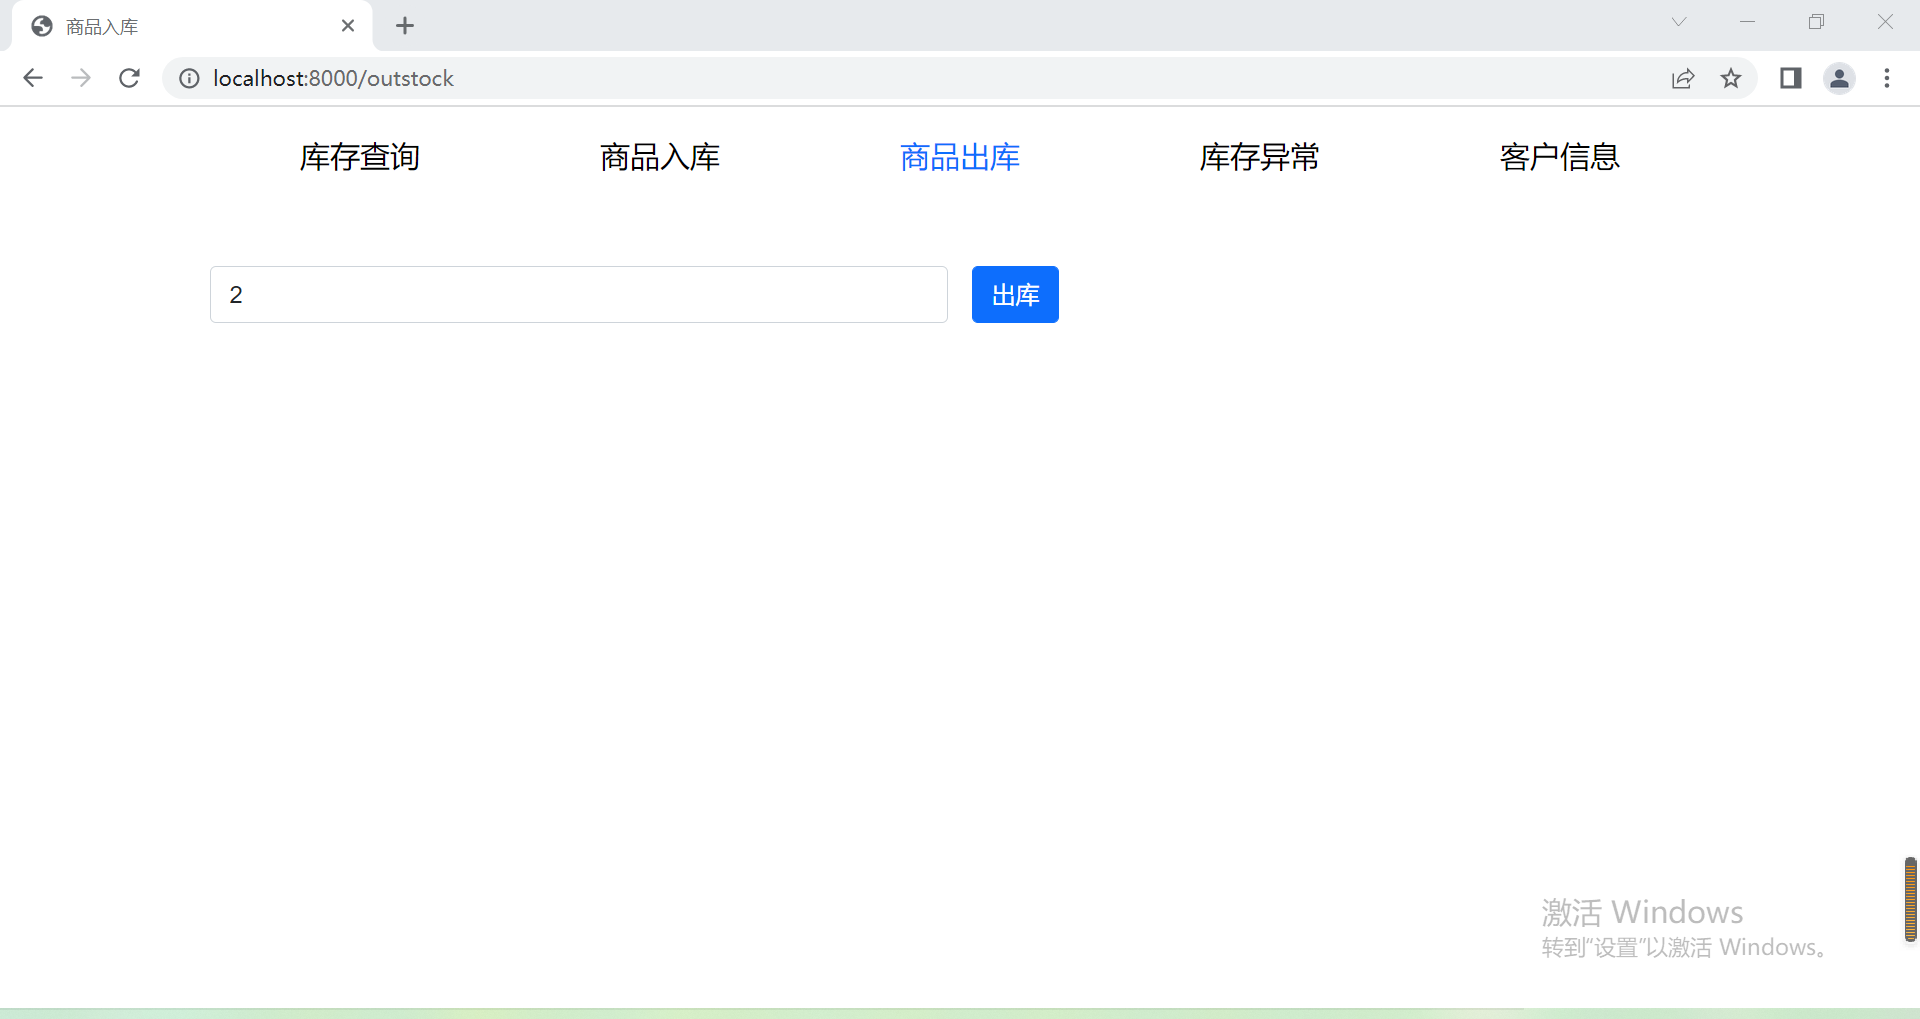 商品入库
localhost:8000/outstock
库存查询 商品入库 商品出库 库存异常 客户信息
2 出库
激活 Windows
转到“设置”以激活 Windows。